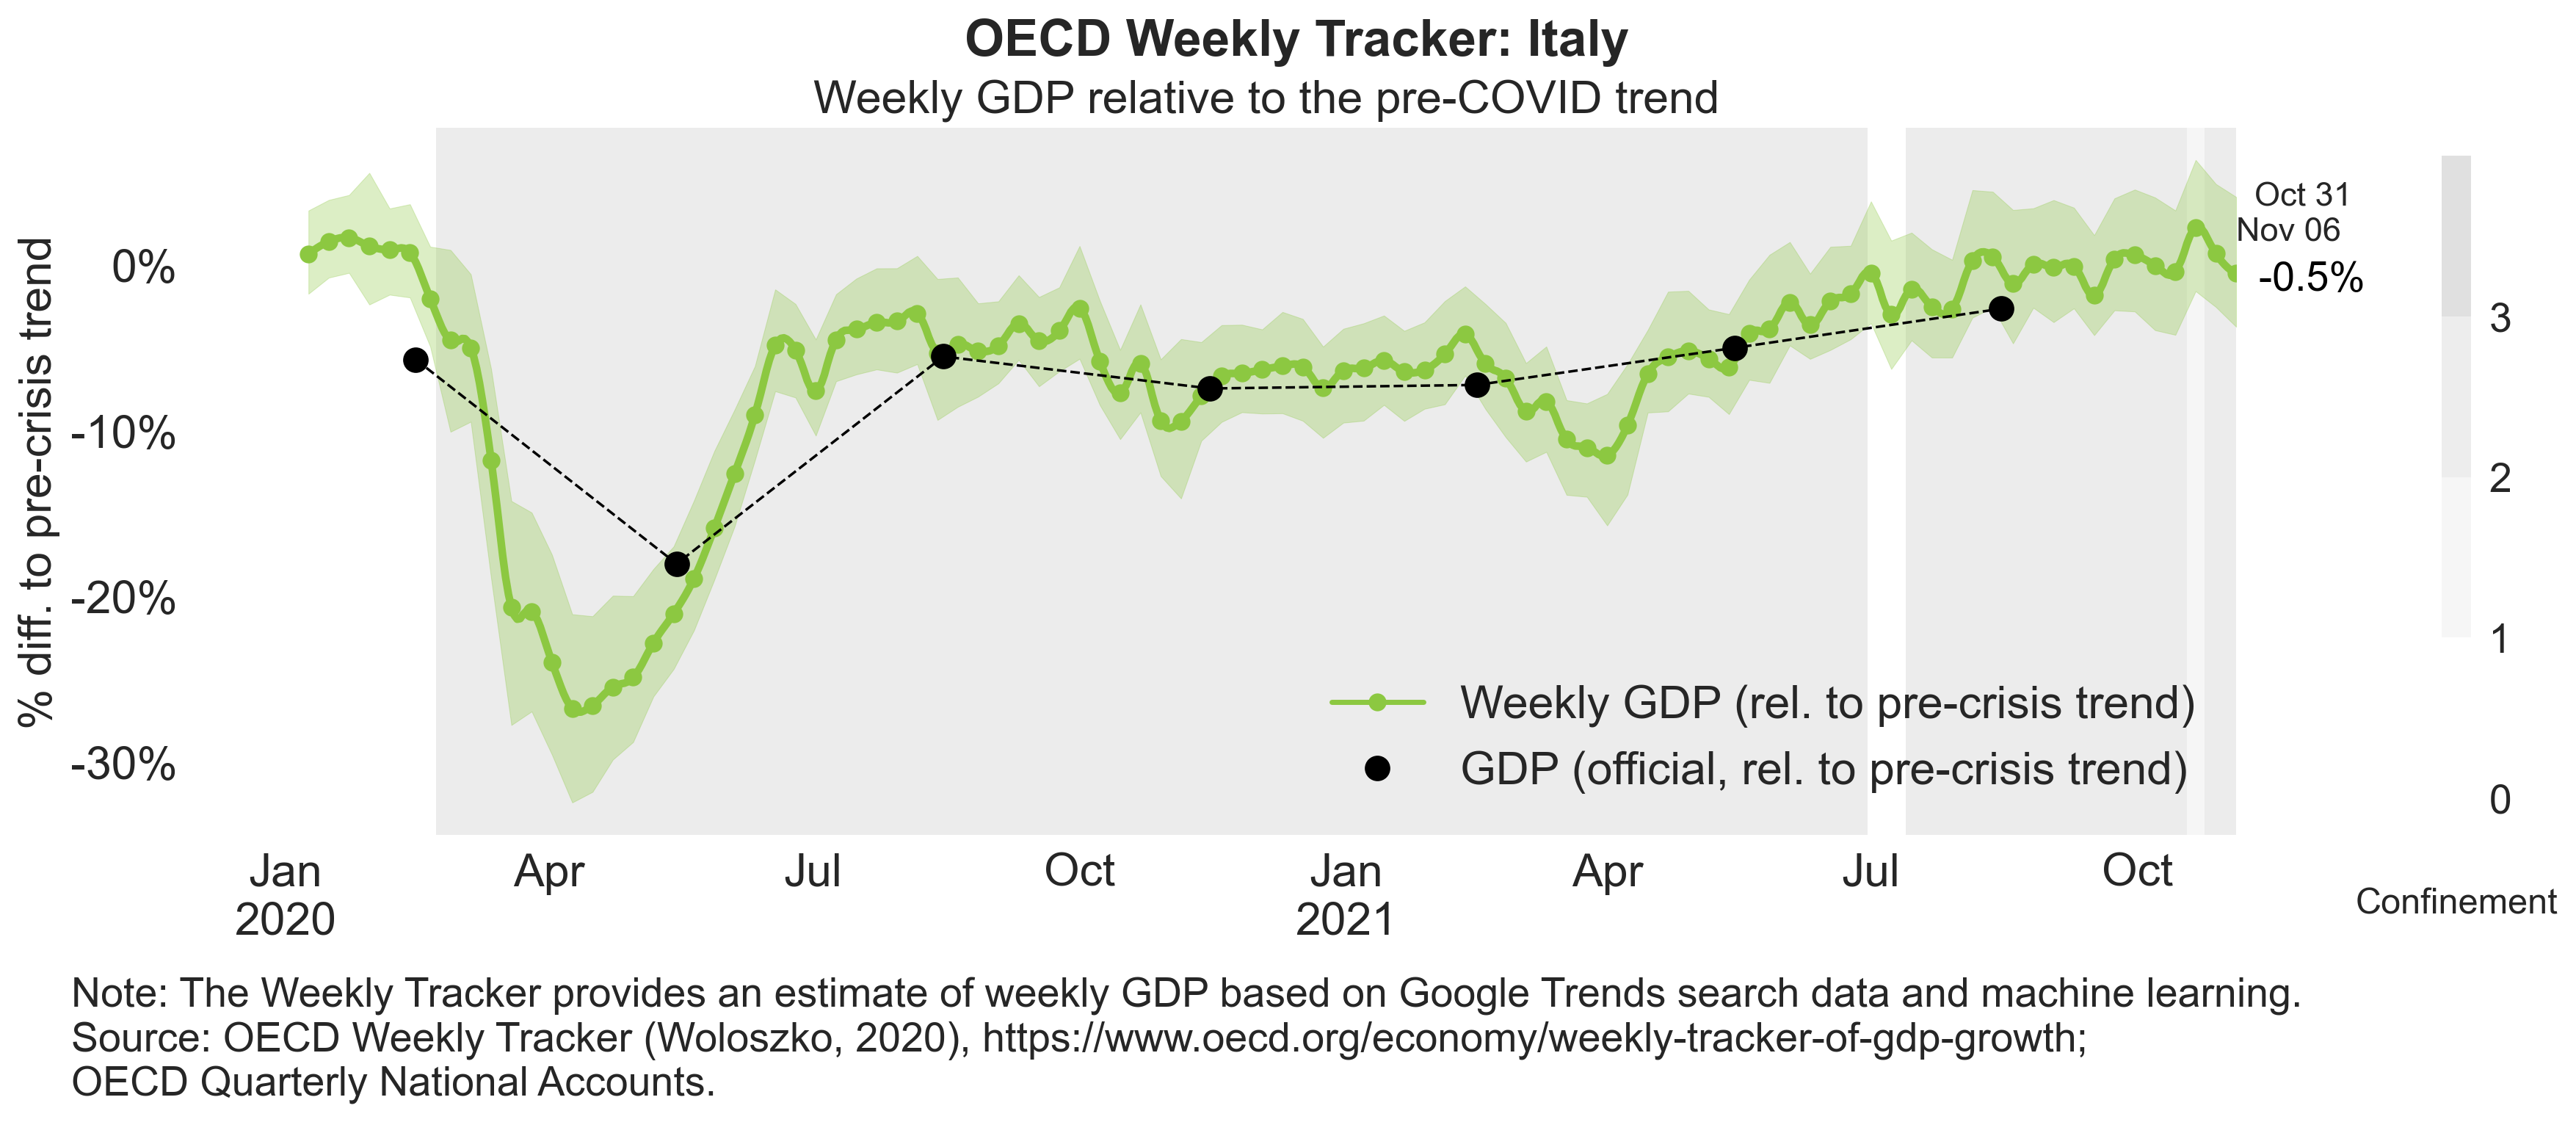 OECD Weekly Tracker: Italy
Weekly GDP relative to the pre-COVID trend
% diff. to pre-crisis trend
0%
-10%
-20%
-30%
Oct 31
Nov 06
-0.5%
3
2
1
0
Confinement
Weekly GDP (rel. to pre-crisis trend)
GDP (official, rel. to pre-crisis trend)
Jan Apr Jul Oct Jan Apr Jul Oct
2020 2021
Note: The Weekly Tracker provides an estimate of weekly GDP based on Google Trends search data and machine learning.
Source: OECD Weekly Tracker (Woloszko, 2020), https://www.oecd.org/economy/weekly-tracker-of-gdp-growth;
OECD Quarterly National Accounts.